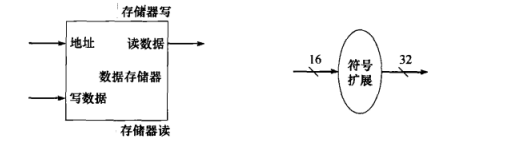 存储器写
地址 读数据
数据存储器
写数据
存储器读
16 符号 32
扩展